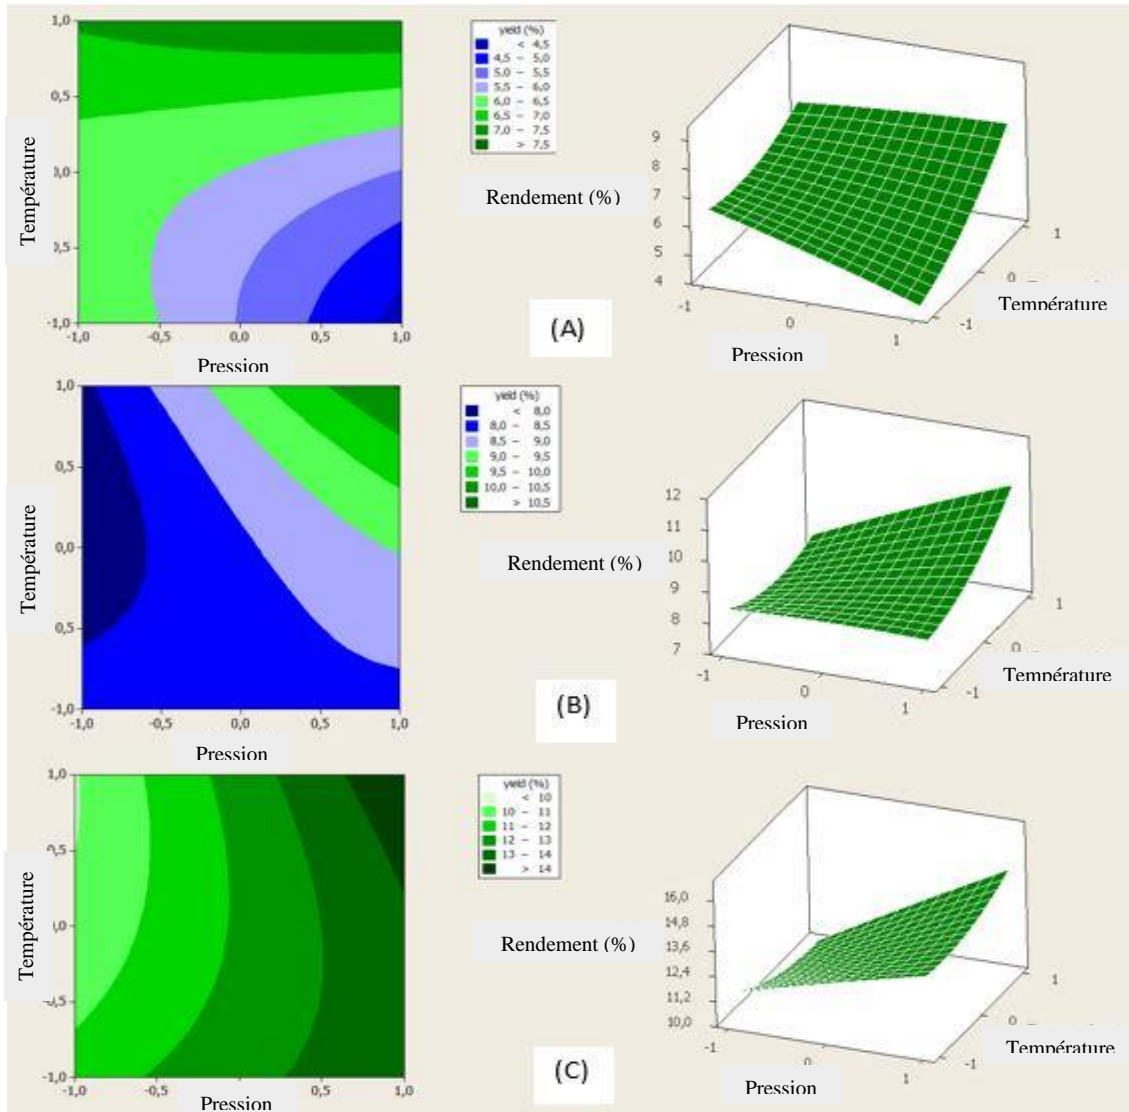 1,0
0,5
0,0
0,5
-1,0
-1,0
-0,5
0,0
0,5
1,0
Température
Pression
yield (%)
< 4,5
4,5 – 5,0
5,0 – 5,5
5,5 – 6,0
6,0 – 6,5
6,5 – 7,0
7,0 – 7,5
> 7,5
Rendement (%)
9
8
7
6
5
4
-1
0
1
Pression
-1
0
1
Température
(A)
1,0
0,5
0,0
0,5
-1,0
-1,0
-0,5
0,0
0,5
1,0
Température
Pression
yield (%)
< 8,0
8,0 – 8,5
8,5 – 9,0
9,0 – 9,5
9,5 – 10,0
10,0 – 10,5
> 10,5
Rendement (%)
12
11
10
9
8
7
-1
0
1
Pression
-1
0
1
Température
(B)
1,0
0,5
0,0
-0,5
-1,0
-1,0
-0,5
0,0
0,5
1,0
Température
Pression
yield (%)
< 10
10 – 11
11 – 12
12 – 13
13 – 14
> 14
Rendement (%)
16,0
14,8
13,6
12,4
11,2
10,0
-1
0
1
Pression
-1
0
1
Température
(C)